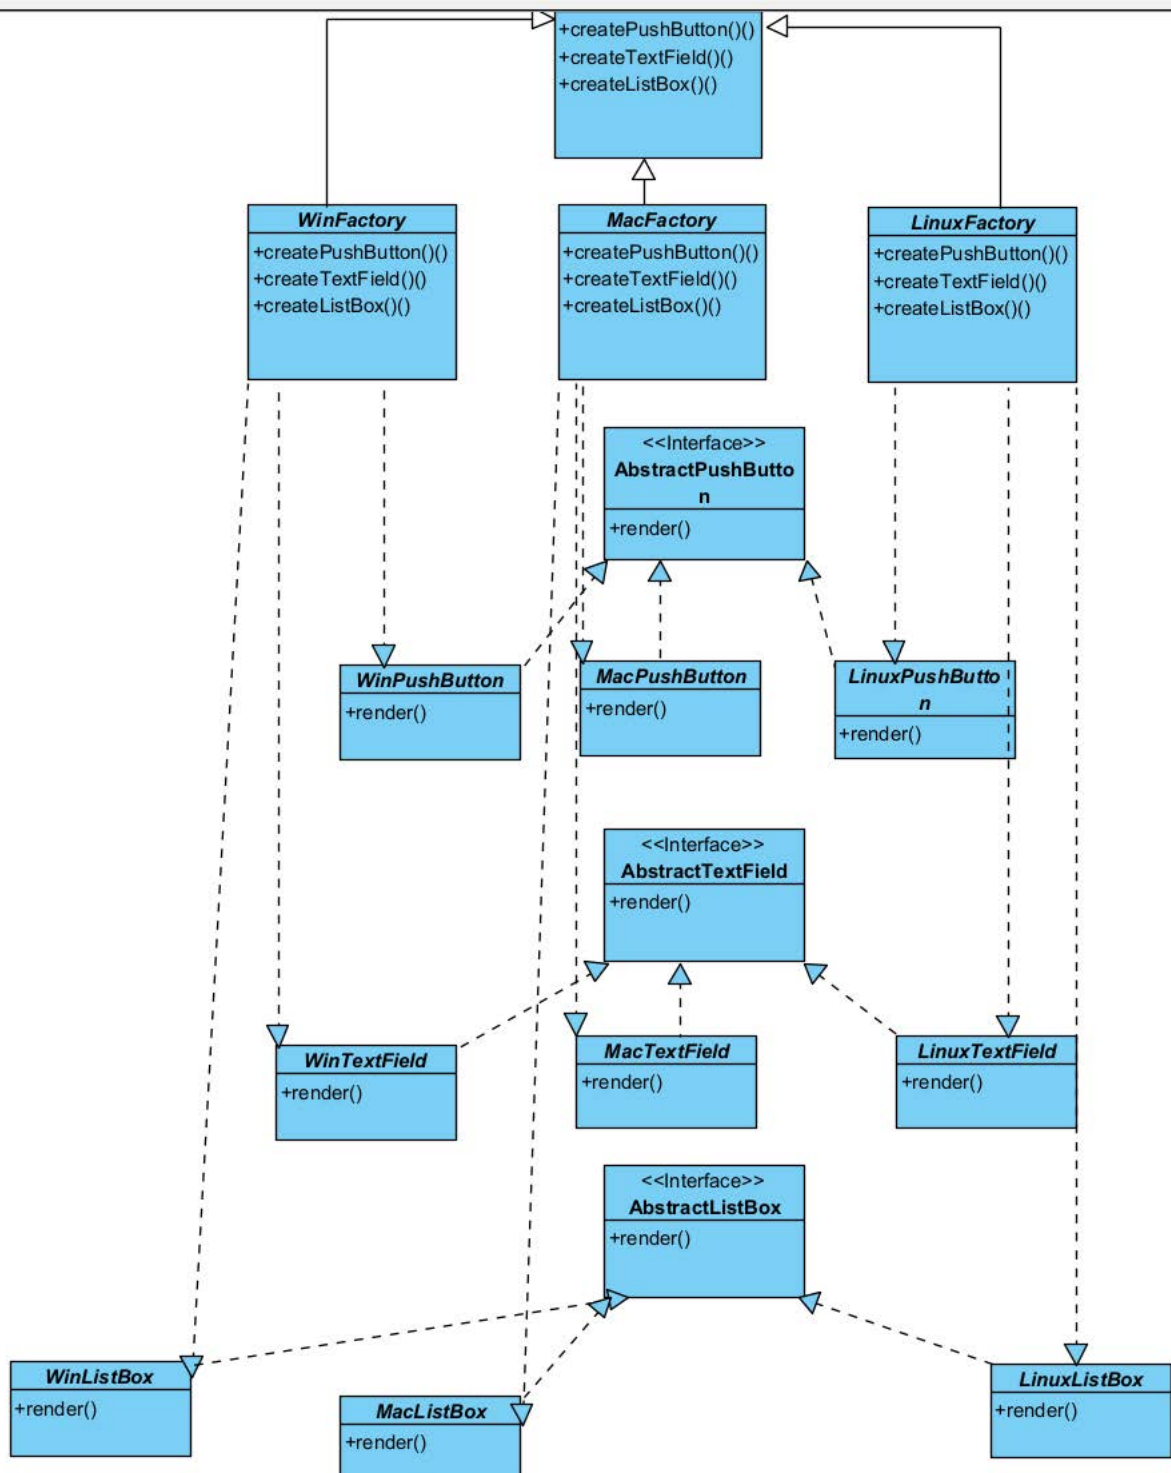 +createPushButton()()
+createTextField()()
+createListBox()()
WinFactory
+createPushButton()()
+createTextField()()
+createListBox()()
MacFactory
+createPushButton()()
+createTextField()()
+createListBox()()
LinuxFactory
+createPushButton()()
+createTextField()()
+createListBox()()
<<Interface>>
AbstractPushButto
n
+render()
WinPushButton
+render()
MacPushButton
+render()
LinuxPushButto
n
+render()
<<Interface>>
AbstractTextField
+render()
WinTextField
+render()
MacTextField
+render()
LinuxTextField
+render()
<<Interface>>
AbstractListBox
+render()
WinListBox
+render()
MacListBox
+render()
LinuxListBox
+render()